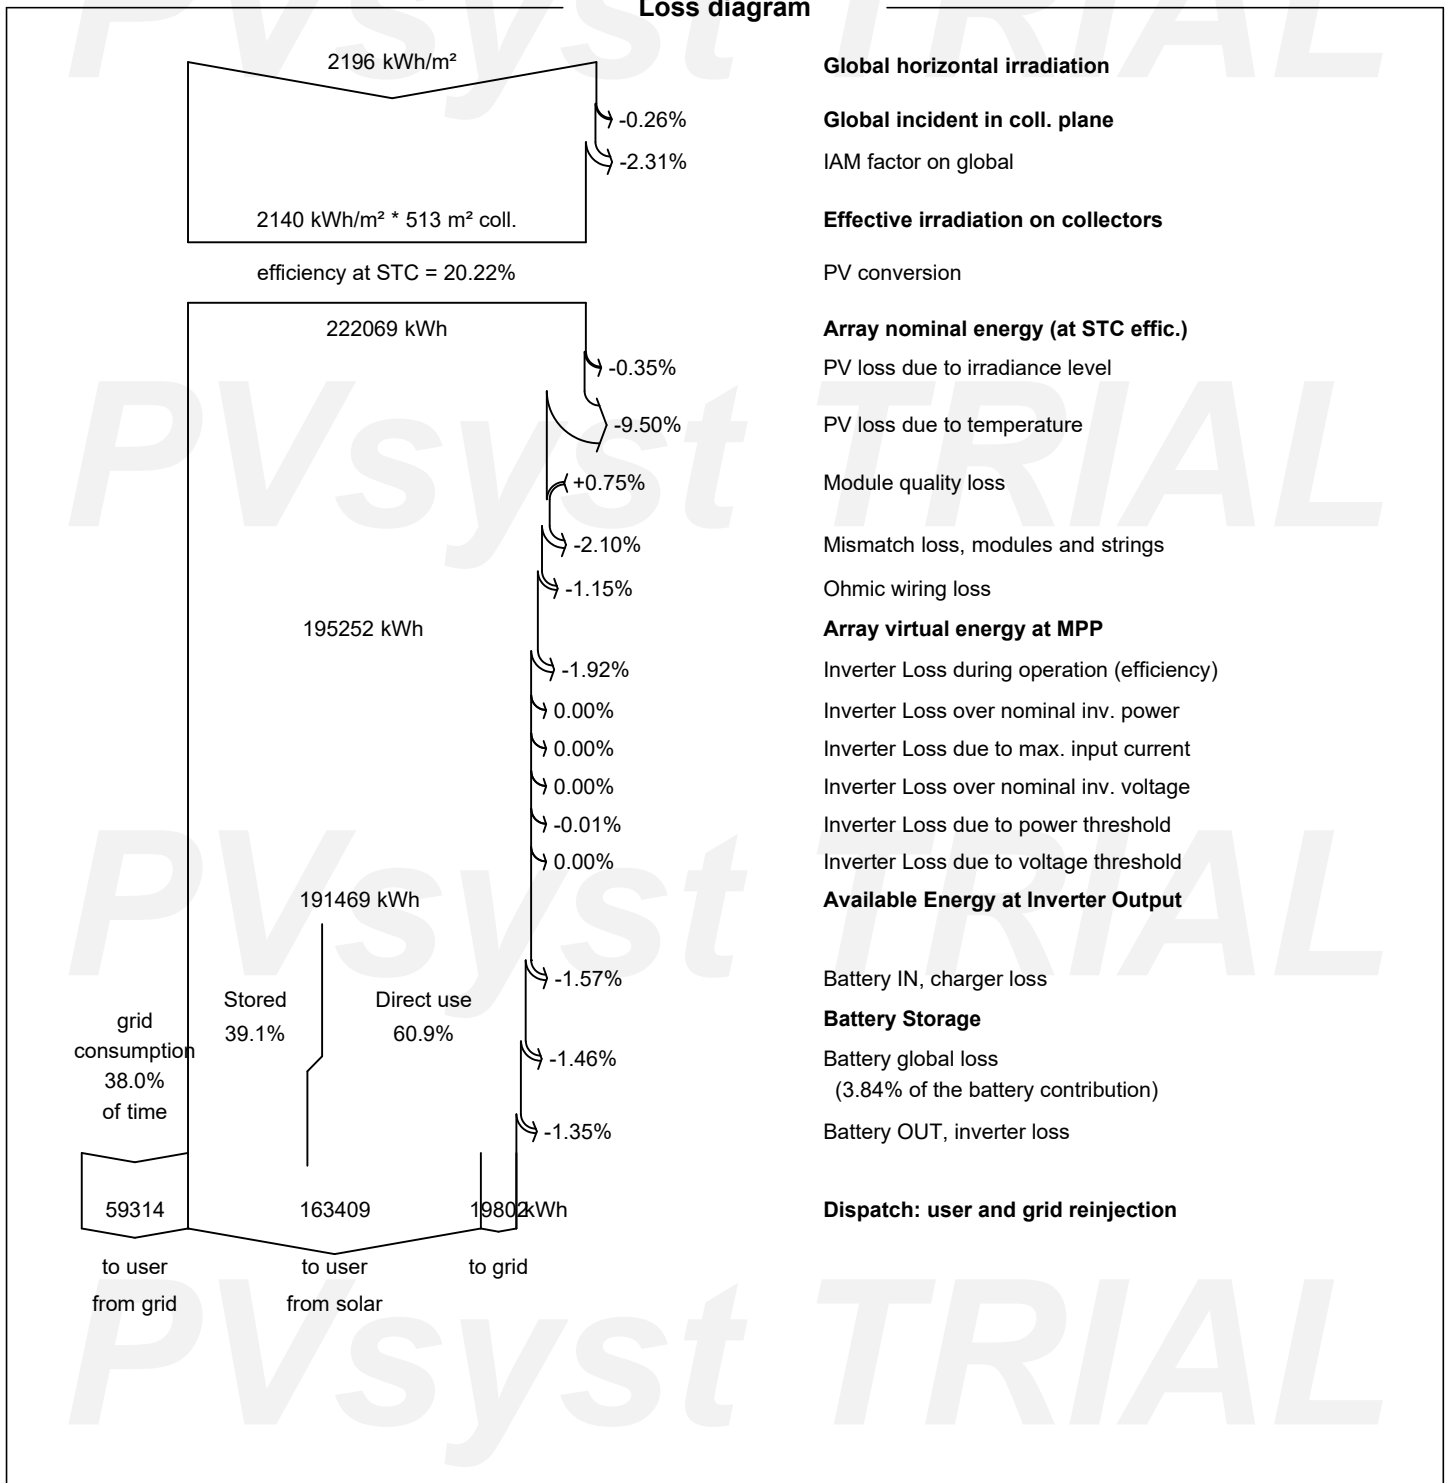 Loss diagram
2196 kWh/m² Global horizontal irradiation
-0.26% Global incident in coll. plane
-2.31% IAM factor on global
2140 kWh/m² * 513 m² coll. Effective irradiation on collectors
efficiency at STC = 20.22% PV conversion
222069 kWh Array nominal energy (at STC effic.)
-0.35% PV loss due to irradiance level
-9.50% PV loss due to temperature
+0.75% Module quality loss
-2.10% Mismatch loss, modules and strings
-1.15% Ohmic wiring loss
195252 kWh Array virtual energy at MPP
-1.92% Inverter Loss during operation (efficiency)
0.00% Inverter Loss over nominal inv. power
0.00% Inverter Loss due to max. input current
0.00% Inverter Loss over nominal inv. voltage
-0.01% Inverter Loss due to power threshold
0.00% Inverter Loss due to voltage threshold
191469 kWh Available Energy at Inverter Output
-1.57% Battery IN, charger loss
Stored Direct use
39.1% 60.9%
grid
consumption
38.0%
of time
Battery Storage
-1.46% Battery global loss
(3.84% of the battery contribution)
-1.35% Battery OUT, inverter loss
59314 163409 19802 kWh Dispatch: user and grid reinjection
to user to user to grid
from grid from solar
PVsyst TRIAL
PVsyst TRIAL
PVsyst TRIAL
PVsyst TRIAL